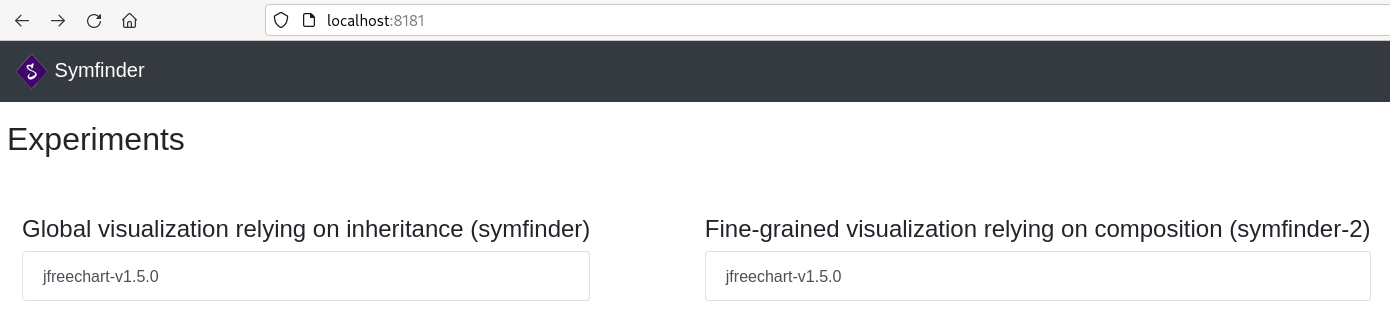 localhost:8181
Symfinder
Experiments
Global visualization relying on inheritance (symfinder)
jfreechart-v1.5.0
Fine-grained visualization relying on composition (symfinder-2)
jfreechart-v1.5.0